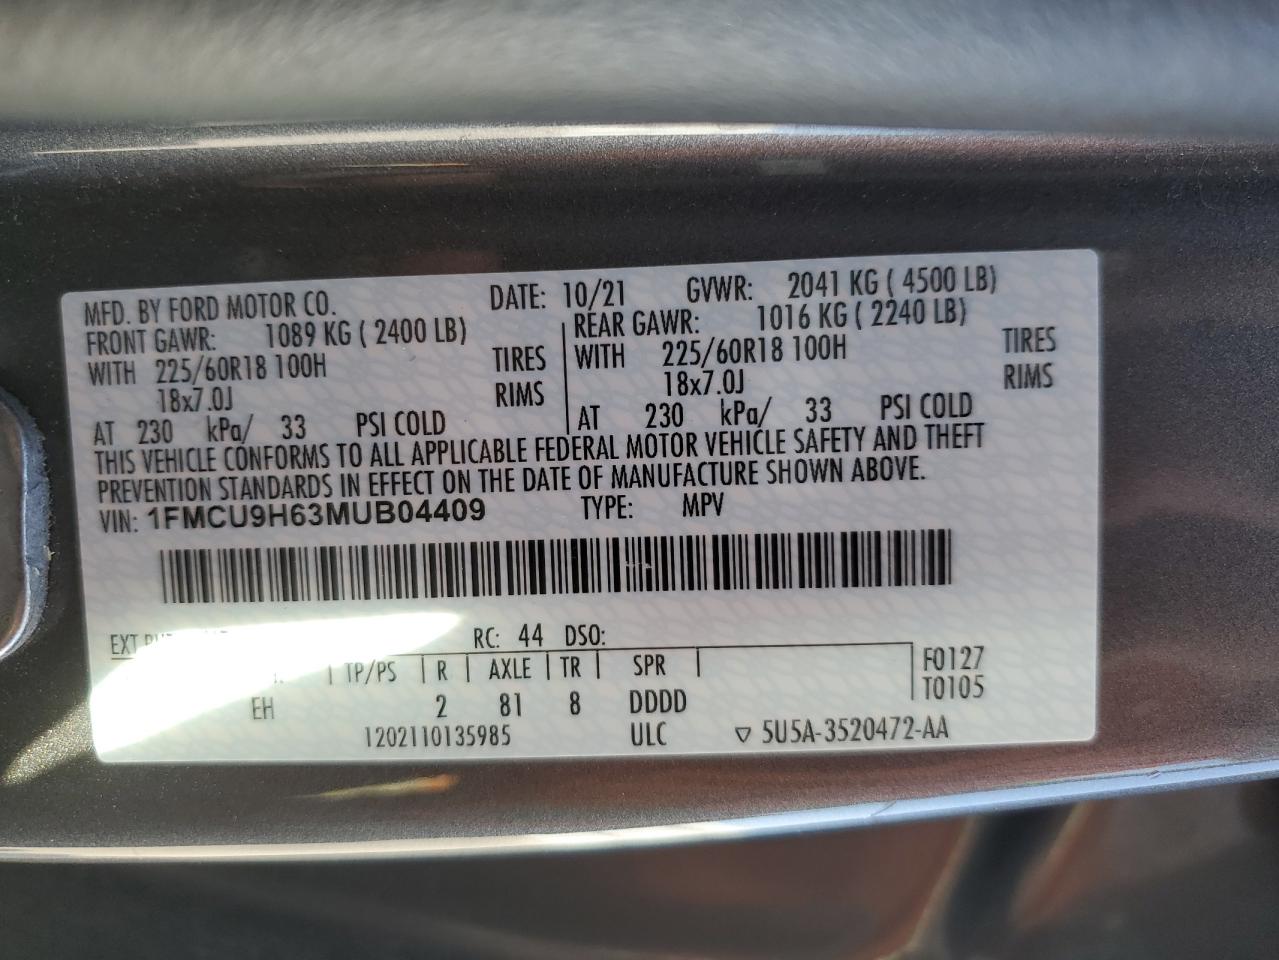 MFD. BY FORD MOTOR CO. DATE: 10/21 GVWR: 2041 KG ( 4500 LB)
FRONT GAWR: 1089 KG ( 2400 LB) REAR GAWR: 1016 KG ( 2240 LB)
WITH 225/60R18 100H TIRES WITH 225/60R18 100H TIRES
18x7.0J RIMS 18x7.0J RIMS
AT 230 kPa/ 33 PSI COLD AT 230 kPa/ 33 PSI COLD
THIS VEHICLE CONFORMS TO ALL APPLICABLE FEDERAL MOTOR VEHICLE SAFETY AND THEFT
PREVENTION STANDARDS IN EFFECT ON THE DATE OF MANUFACTURE SHOWN ABOVE.
VIN: 1FMCU9H63MUB04409 TYPE: MPV
EXT RC: 44 DSO:
TP/PS R AXLE TR SPR F0127
EH 2 81 8 DDDD T0105
1202110135985 ULC ▽ 5U5A-3520472-AA